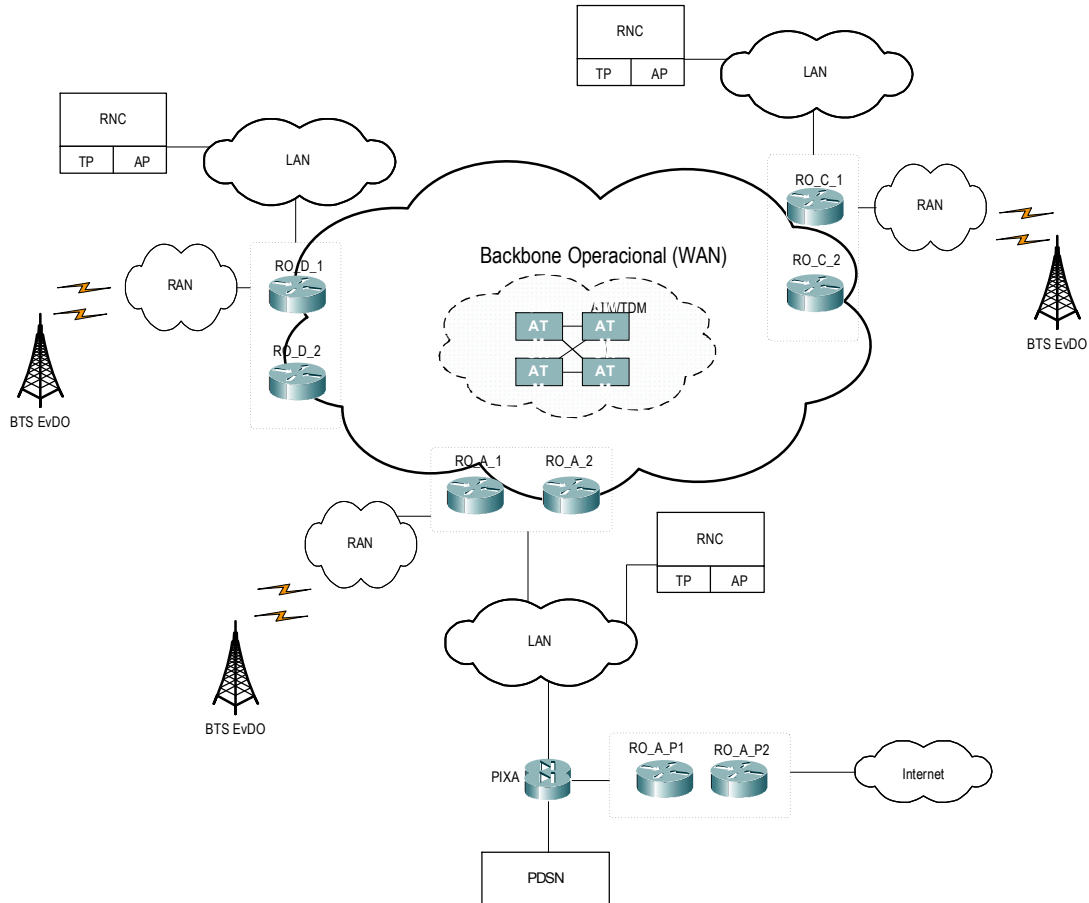 RNC
TP AP
LAN
RNC
TP AP
LAN
RO_C_1
RAN
RO_C_2
BTS EvDO
RO_D_1
RAN
RO_D_2
BTS EvDO
Backbone Operacional (WAN)
ATM/TDM
AT AT
AT AT
RO_A_1 RO_A_2
RAN
BTS EvDO
RNC
TP AP
LAN
PIXA
RO_A_P1 RO_A_P2
Internet
PDSN